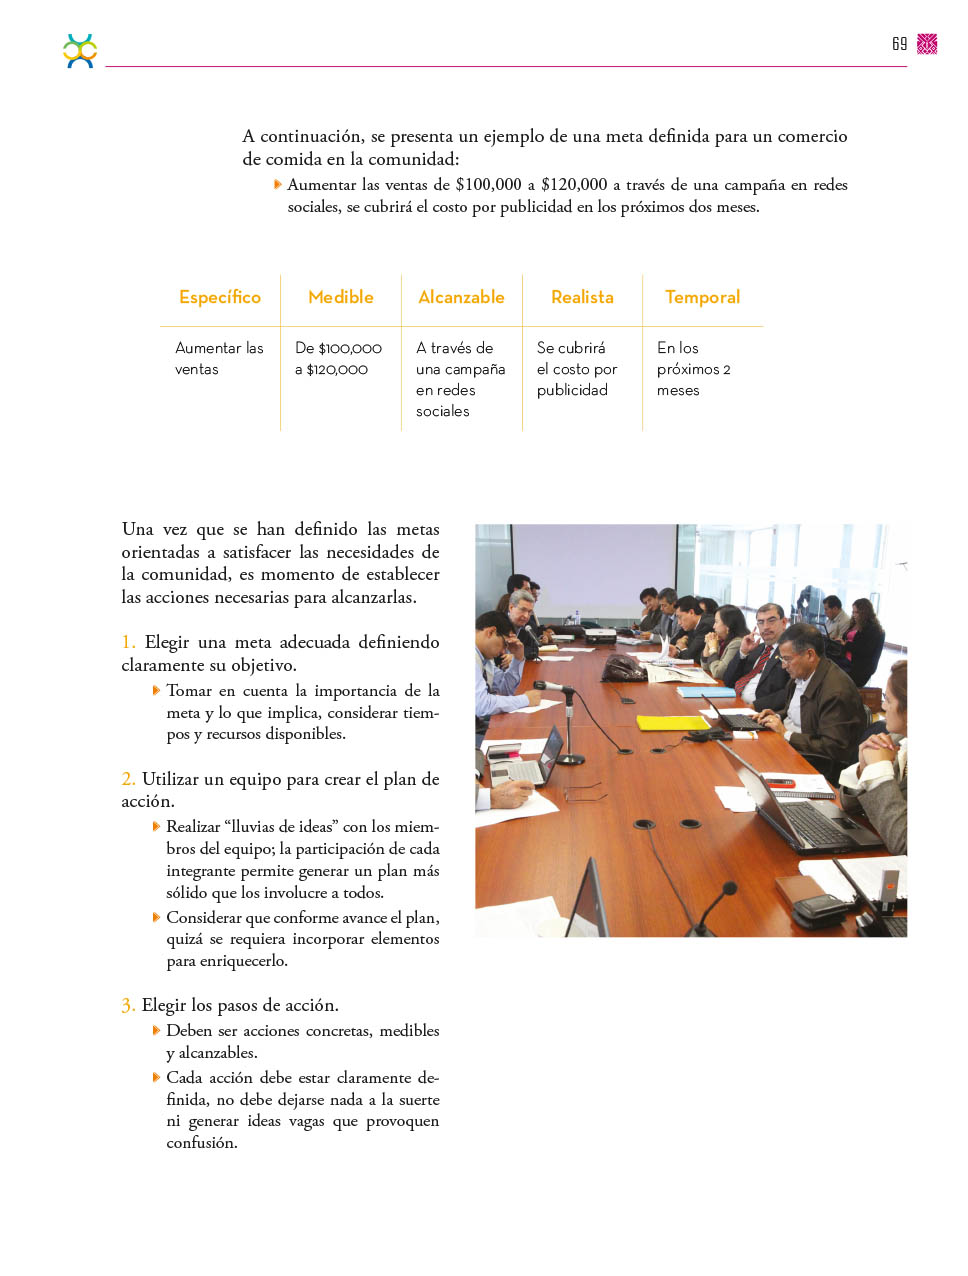 69
A continuación, se presenta un ejemplo de una meta definida para un comercio
de comida en la comunidad:
Aumentar las ventas de $100,000 a $120,000 a través de una campaña en redes
sociales, se cubrirá el costo por publicidad en los próximos dos meses.
Específico Medible Alcanzable Realista Temporal
Aumentar las De $100,000 A través de Se cubrirá En los
ventas a $120,000 una campaña el costo por próximos 2
en redes publicidad meses
sociales
Una vez que se han definido las metas
orientadas a satisfacer las necesidades de
la comunidad, es momento de establecer
las acciones necesarias para alcanzarlas.
1. Elegir una meta adecuada definiendo
claramente su objetivo.
Tomar en cuenta la importancia de la
meta y lo que implica, considerar tiem-
pos y recursos disponibles.
2. Utilizar un equipo para crear el plan de
acción.
Realizar “lluvias de ideas” con los miem-
bros del equipo; la participación de cada
integrante permite generar un plan más
sólido que los involucre a todos.
Considerar que conforme avance el plan,
quizá se requiera incorporar elementos
para enriquecerlo.
3. Elegir los pasos de acción.
Deben ser acciones concretas, medibles
y alcanzables.
Cada acción debe estar claramente de-
finida, no debe dejarse nada a la suerte
ni generar ideas vagas que provoquen
confusión.